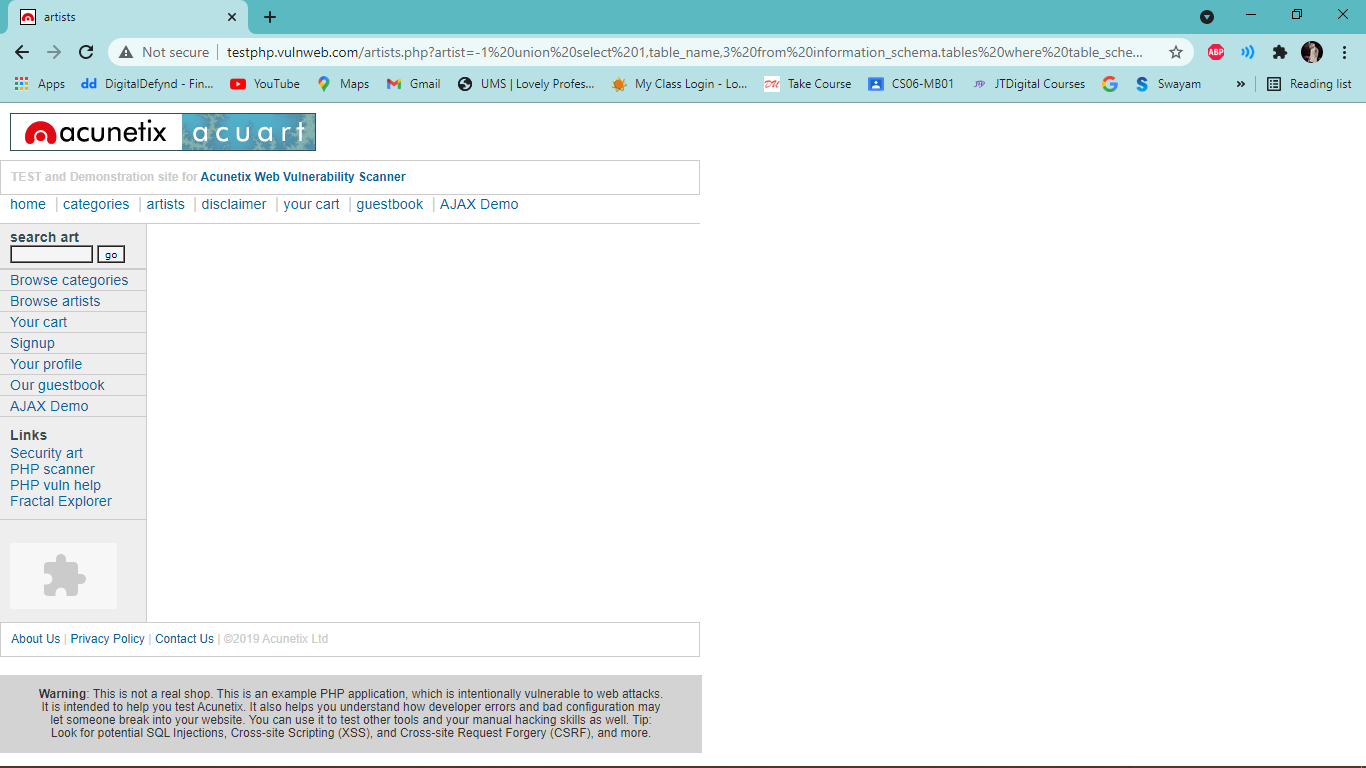 artists
Not secure testphp.vulnweb.com/artists.php?artist=-1%20union%20select%201,table_name,3%20from%20information_schema.tables%20where%20table_sche...
ABP
Apps dd DigitalDefynd - Fin... YouTube Maps Gmail UMS | Lovely Profes... My Class Login - Lo... DU Take Course CS06-MB01 JP JTDigital Courses Swayam » Reading list
acunetix acuart
TEST and Demonstration site for Acunetix Web Vulnerability Scanner
home | categories | artists | disclaimer | your cart | guestbook | AJAX Demo
search art
go
Browse categories
Browse artists
Your cart
Signup
Your profile
Our guestbook
AJAX Demo
Links
Security art
PHP scanner
PHP vuln help
Fractal Explorer
About Us | Privacy Policy | Contact Us | ©2019 Acunetix Ltd
Warning: This is not a real shop. This is an example PHP application, which is intentionally vulnerable to web attacks.
It is intended to help you test Acunetix. It also helps you understand how developer errors and bad configuration may
let someone break into your website. You can use it to test other tools and your manual hacking skills as well. Tip:
Look for potential SQL Injections, Cross-site Scripting (XSS), and Cross-site Request Forgery (CSRF), and more.